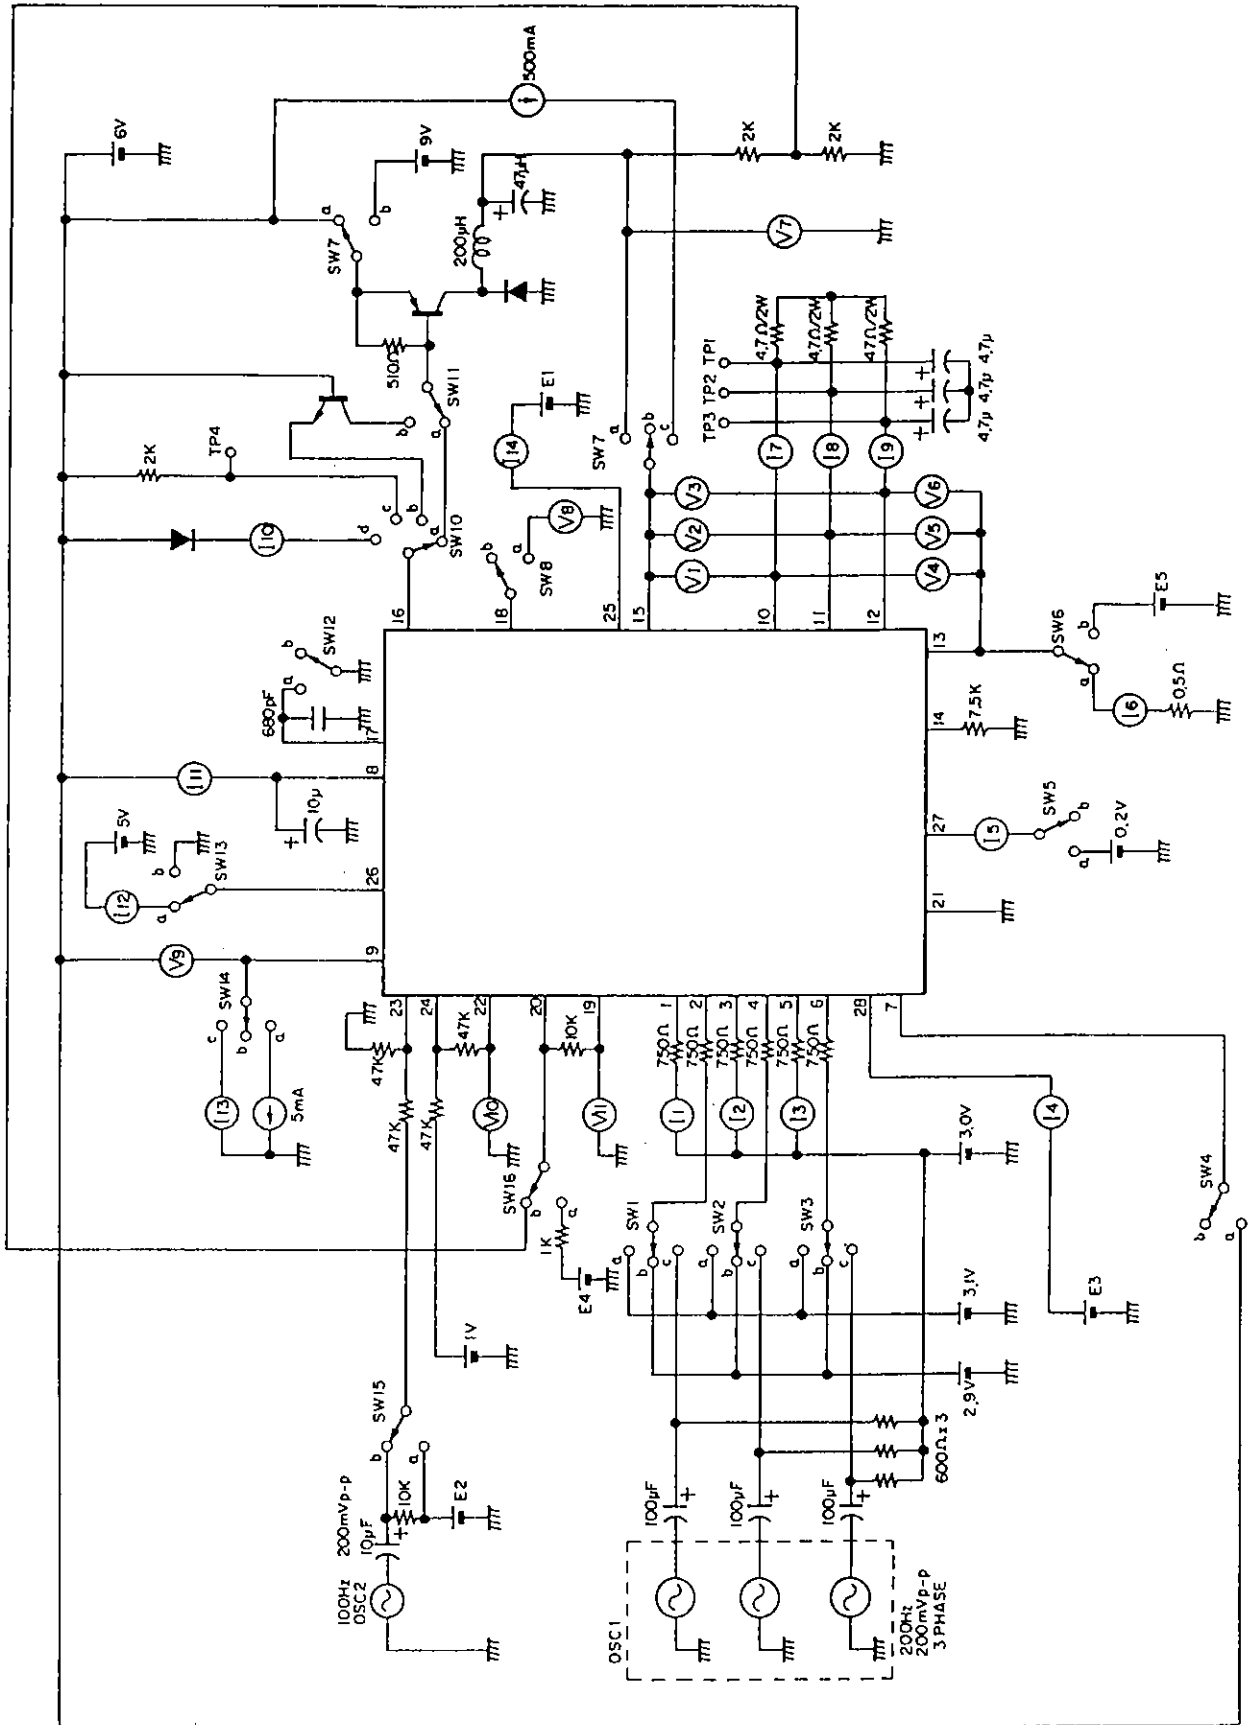 500mA
6V
a
b
9V
SW7
47μH
+
200μH
2K
2K
V7
510Ω
SW11
a
b
TP4
2K
c
b
a
d
SW10
I10
E1
I14
SW7
a
b
c
V8
a
b
SW8
TP1
TP2
TP3
4.7Ω/2W
4.7Ω/2W
47Ω/2W
+
+
+
4.7μ
4.7μ
4.7μ
I7
I8
I9
V3
V2
V1
V6
V5
V4
16
18
25
15
10
11
12
13
14
27
21
SW6
a
b
E5
I6
0.5Ω
7.5K
I5
SW5
a
b
0.2V
SW12
a
b
680pF
17
8
26
9
I11
10μ
+
5V
I12
a
b
SW13
V9
SW14
c
b
a
I13
5mA
23
24
22
20
19
1
2
3
4
5
6
28
7
47K
47K
47K
47K
10K
V10
V11
750Ω
750Ω
750Ω
750Ω
750Ω
750Ω
I1
I2
I3
I4
SW16
b
a
1K
E4
SW1
a
b
c
SW2
a
b
c
SW3
a
b
c
3.0V
3.1V
2.9V
E3
SW4
b
a
1V
SW15
b
a
10K
E2
200mVp-p
10μF
+
100Hz
OSC2
100μF
+
100μF
+
100μF
+
600Ω x 3
OSC1
200Hz
200mVp-p
3 PHASE